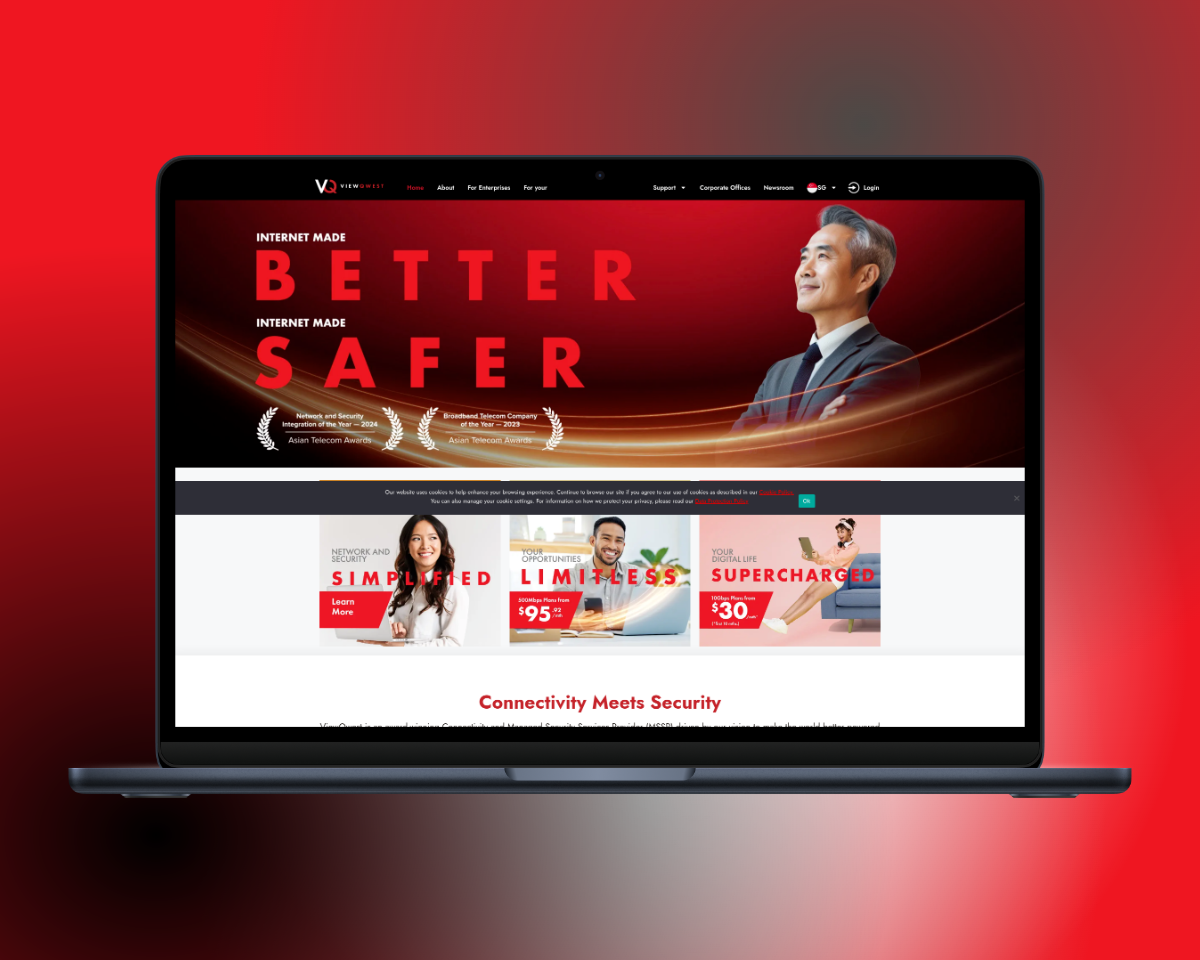 VQ VIEWQWEST
Home About For Enterprises For your Support Corporate Offices Newsroom SG Login
INTERNET MADE
BETTER
INTERNET MADE
SAFER
Network and Security
Integration of the Year — 2024
Asian Telecom Awards
Broadband Telecom Company
of the Year — 2023
Asian Telecom Awards
Our website uses cookies to help enhance your browsing experience. Continue to browse our site if you agree to our use of cookies as described in our Cookie Policy.
You can also manage your cookie settings. For information on how we protect your privacy, please read our
Ok
NETWORK AND
SECURITY
SIMPLIFIED
Learn
More
YOUR
OPPORTUNITIES
LIMITLESS
500Mbps Plans from
$95.92
/mth
YOUR
DIGITAL LIFE
SUPERCHARGED
10Gbps Plans from
$30
/mth
Connectivity Meets Security
ViewQwest is an award-winning Connectivity and Managed Security Services Provider (MSSP) driven by our vision to make the world better powered